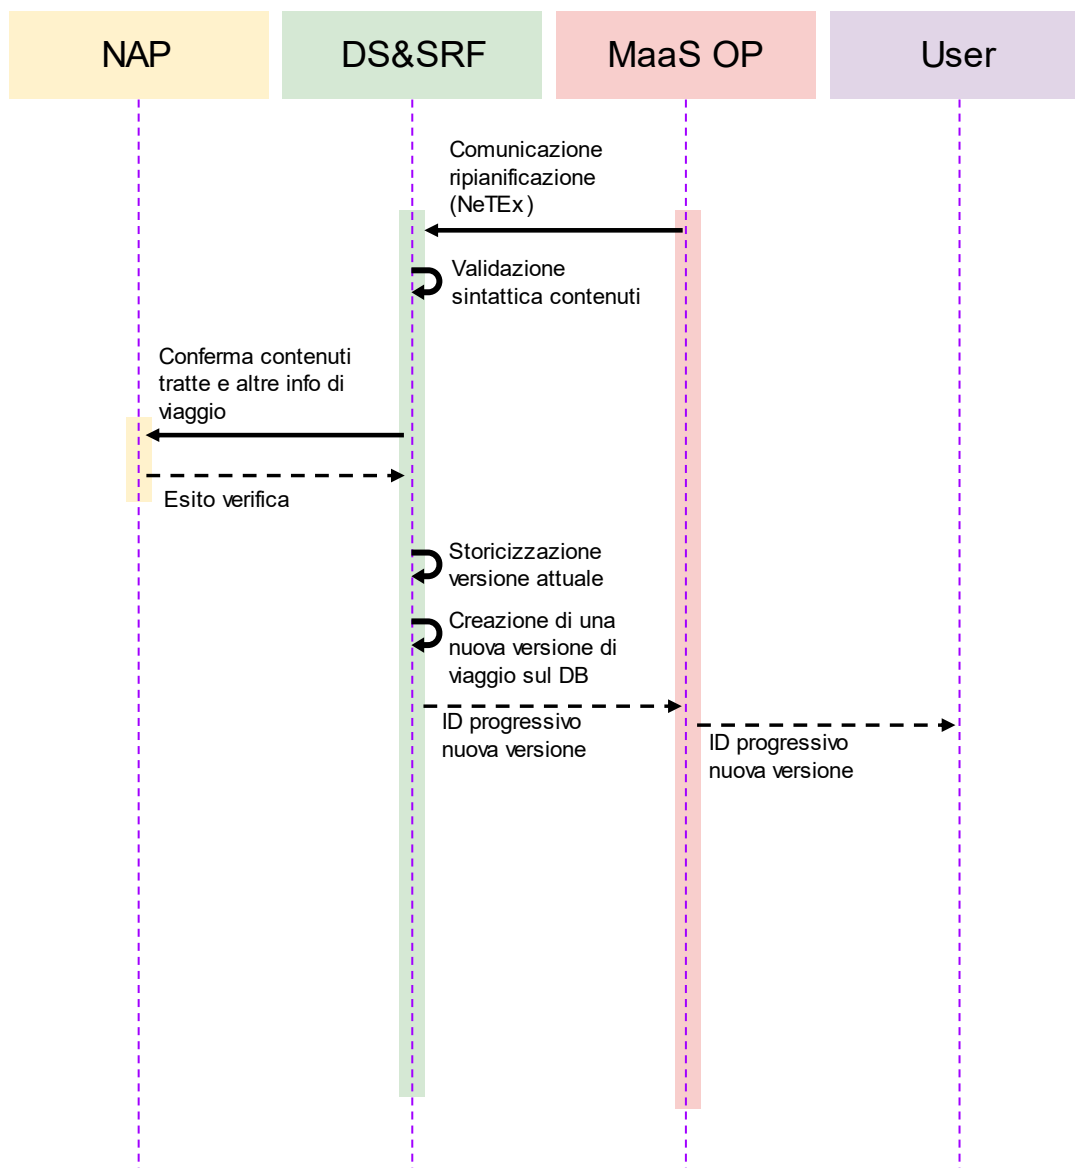 NAP
DS&SRF
MaaS OP
User
Comunicazione
ripianificazione
(NeTEx)
Validazione
sintattica contenuti
Conferma contenuti
tratte e altre info di
viaggio
Esito verifica
Storicizzazione
versione attuale
Creazione di una
nuova versione di
viaggio sul DB
ID progressivo
nuova versione
ID progressivo
nuova versione